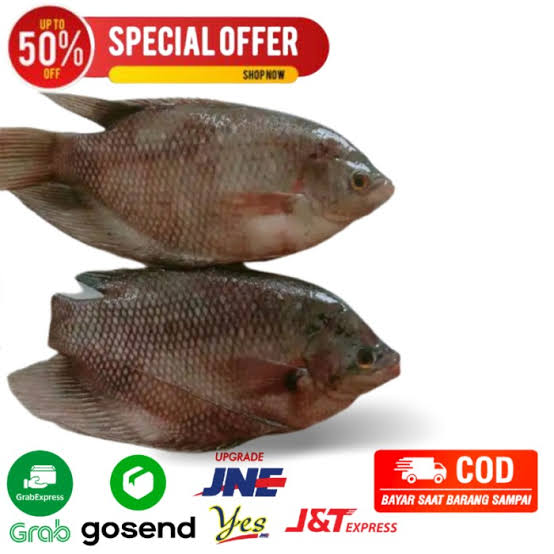 UP TO
50%
OFF
SPECIAL OFFER
SHOP NOW
GrabExpress
Grab
gosend
UPGRADE
JNE
yes
JNE
J&T EXPRESS
COD
BAYAR SAAT BARANG SAMPAI